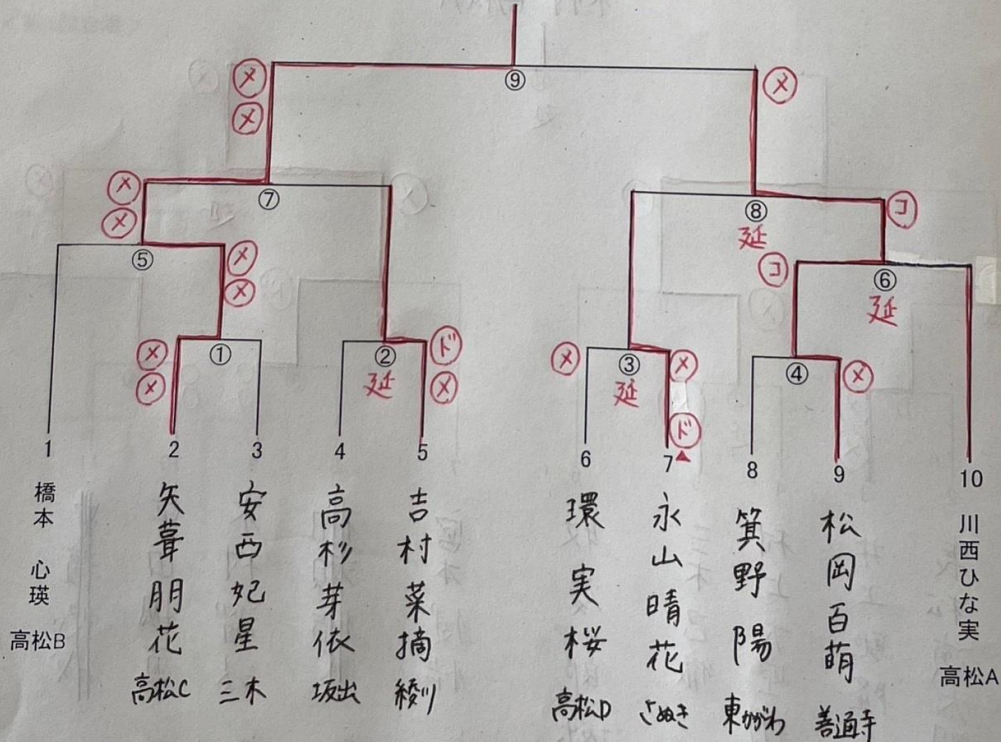 ⑨
メ メ
メ
⑦
メ メ
⑧
延
コ
⑤
メ メ
⑥
延
コ
①
メ メ
②
延
ド メ
③
延
メ
メ ド
④
メ
1 2 3 4 5 6 7 8 9 10
橋本 心瑛
高松B
矢葺朋花
高松C
安西妃星
三木
高杉芽依
坂出
吉村菜摘
綾川
環実桜
高松D
永山晴花
さぬき
箕野陽
東かがわ
松岡百萌
善通寺
川西ひな実
高松A